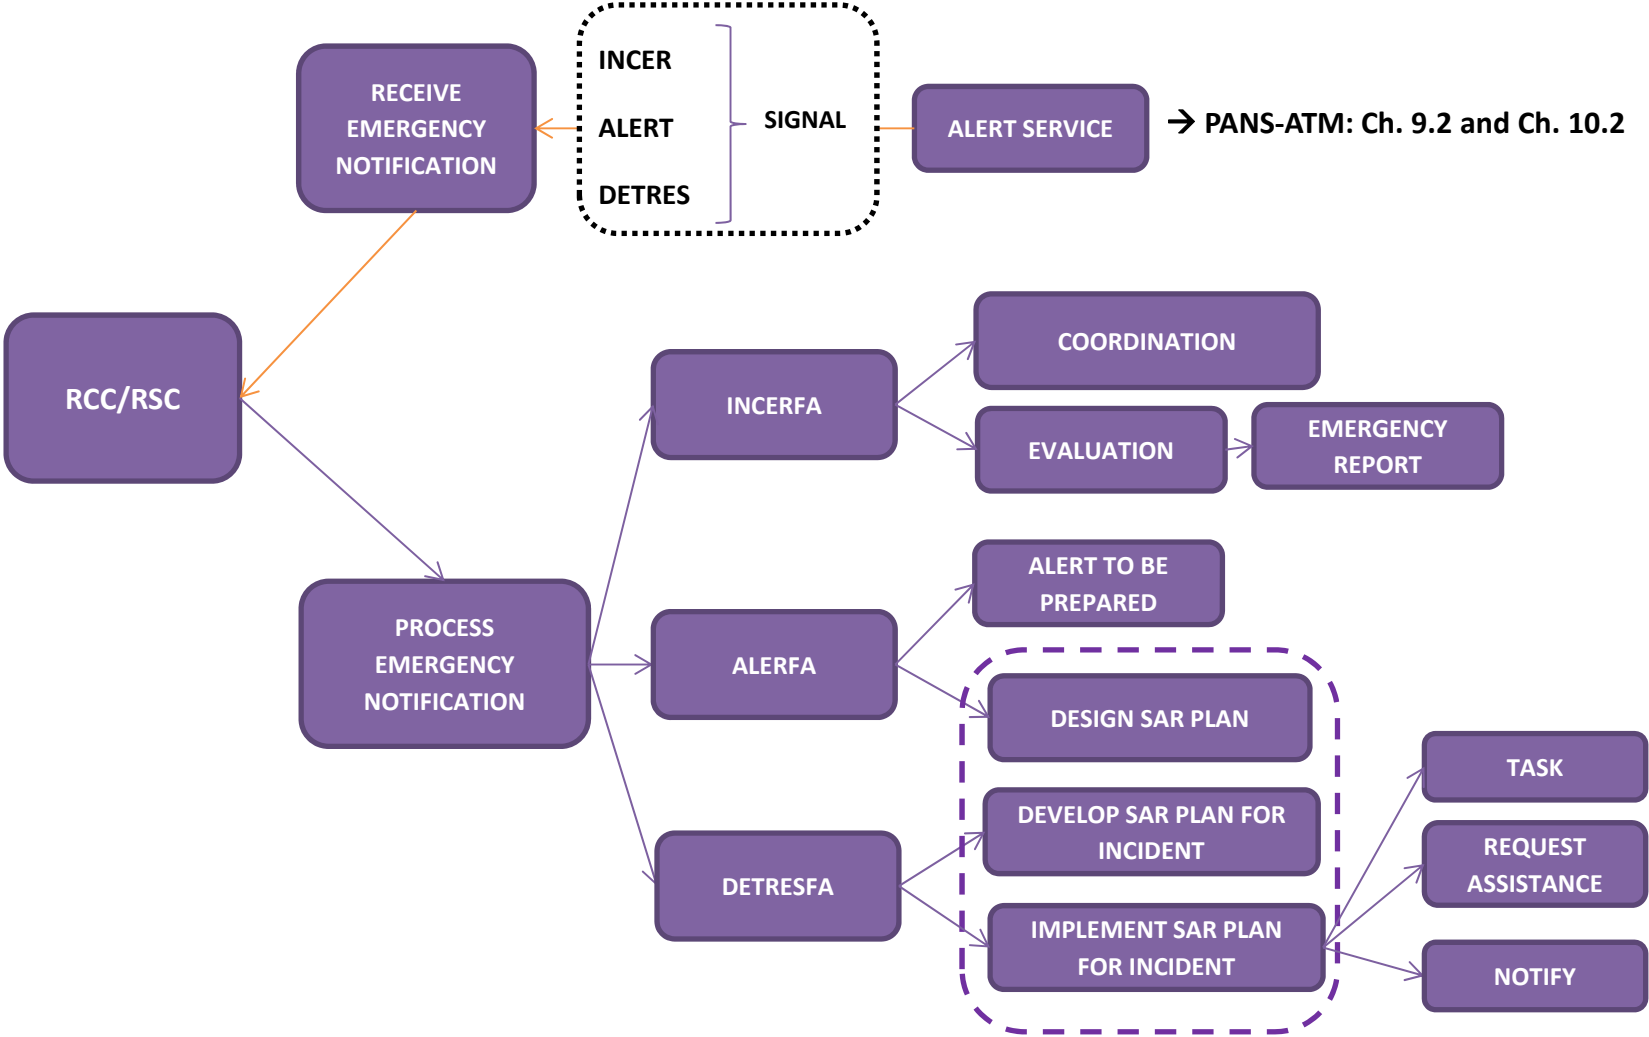 RECEIVE
EMERGENCY
NOTIFICATION
INCER
ALERT
DETRES
SIGNAL
ALERT SERVICE
→ PANS-ATM: Ch. 9.2 and Ch. 10.2
RCC/RSC
PROCESS
EMERGENCY
NOTIFICATION
INCERFA
COORDINATION
EVALUATION
EMERGENCY
REPORT
ALERFA
ALERT TO BE
PREPARED
DESIGN SAR PLAN
DETRESFA
DEVELOP SAR PLAN FOR
INCIDENT
IMPLEMENT SAR PLAN
FOR INCIDENT
TASK
REQUEST
ASSISTANCE
NOTIFY